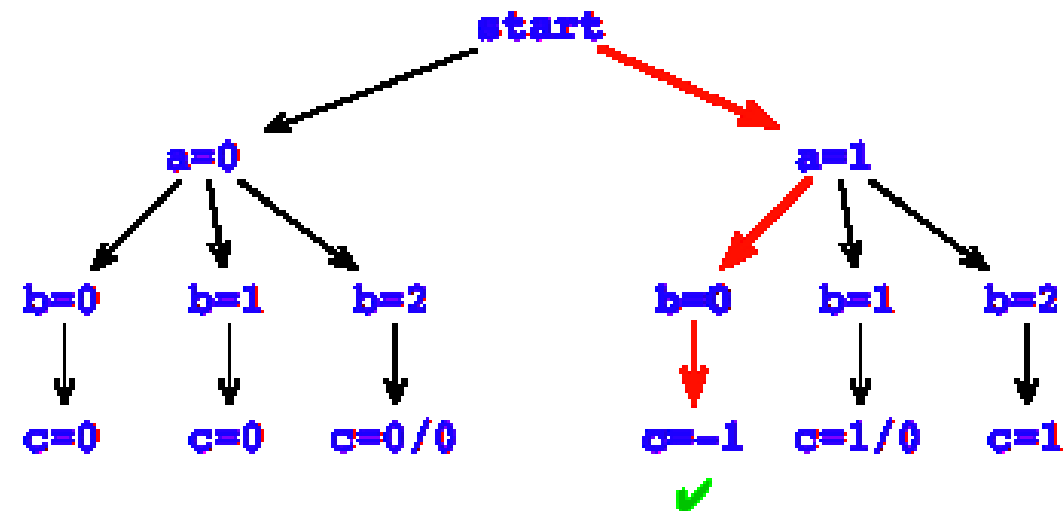 start
a=0 a=1
b=0 b=1 b=2 b=0 b=1 b=2
c=0 c=0 c=0/0 c=-1 c=1/0 c=1